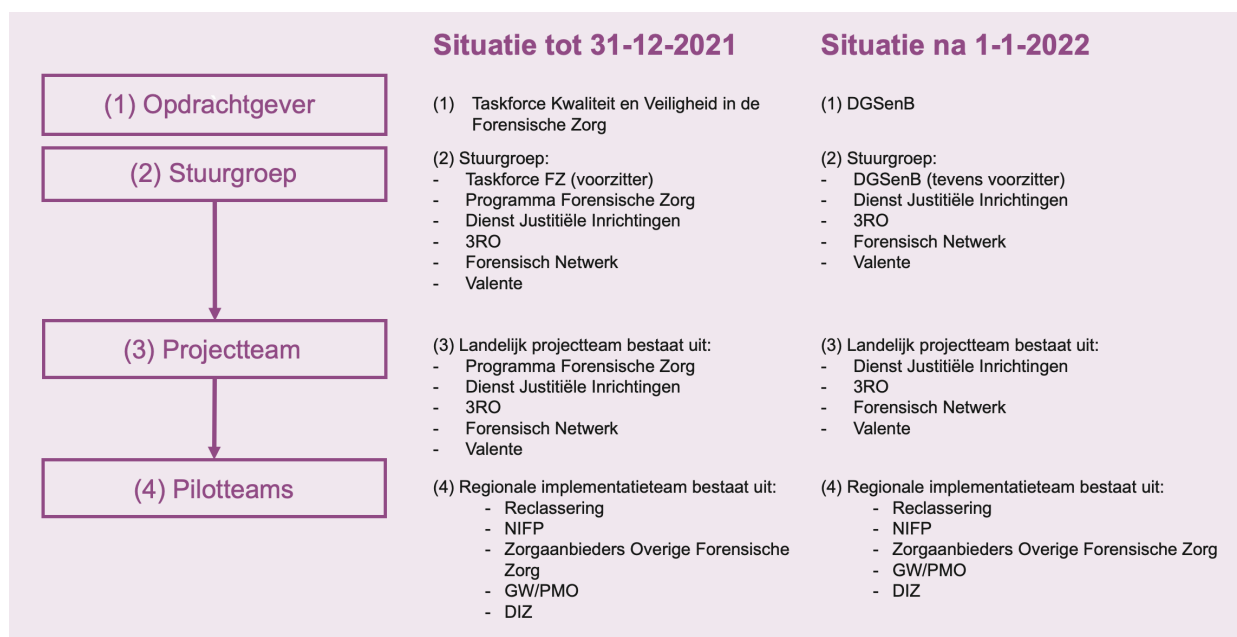 Situatie tot 31-12-2021
Situatie na 1-1-2022
(1) Opdrachtgever
(2) Stuurgroep
(3) Projectteam
(4) Pilotteams
(1) Taskforce Kwaliteit en Veiligheid in de
Forensische Zorg
(2) Stuurgroep:
- Taskforce FZ (voorzitter)
- Programma Forensische Zorg
- Dienst Justitiële Inrichtingen
- 3RO
- Forensisch Netwerk
- Valente
(3) Landelijk projectteam bestaat uit:
- Programma Forensische Zorg
- Dienst Justitiële Inrichtingen
- 3RO
- Forensisch Netwerk
- Valente
(4) Regionale implementatieteam bestaat uit:
- Reclassering
- NIFP
- Zorgaanbieders Overige Forensische
Zorg
- GW/PMO
- DIZ
(1) DGSenB
(2) Stuurgroep:
- DGSenB (tevens voorzitter)
- Dienst Justitiële Inrichtingen
- 3RO
- Forensisch Netwerk
- Valente
(3) Landelijk projectteam bestaat uit:
- Dienst Justitiële Inrichtingen
- 3RO
- Forensisch Netwerk
- Valente
(4) Regionale implementatieteam bestaat uit:
- Reclassering
- NIFP
- Zorgaanbieders Overige Forensische Zorg
- GW/PMO
- DIZ